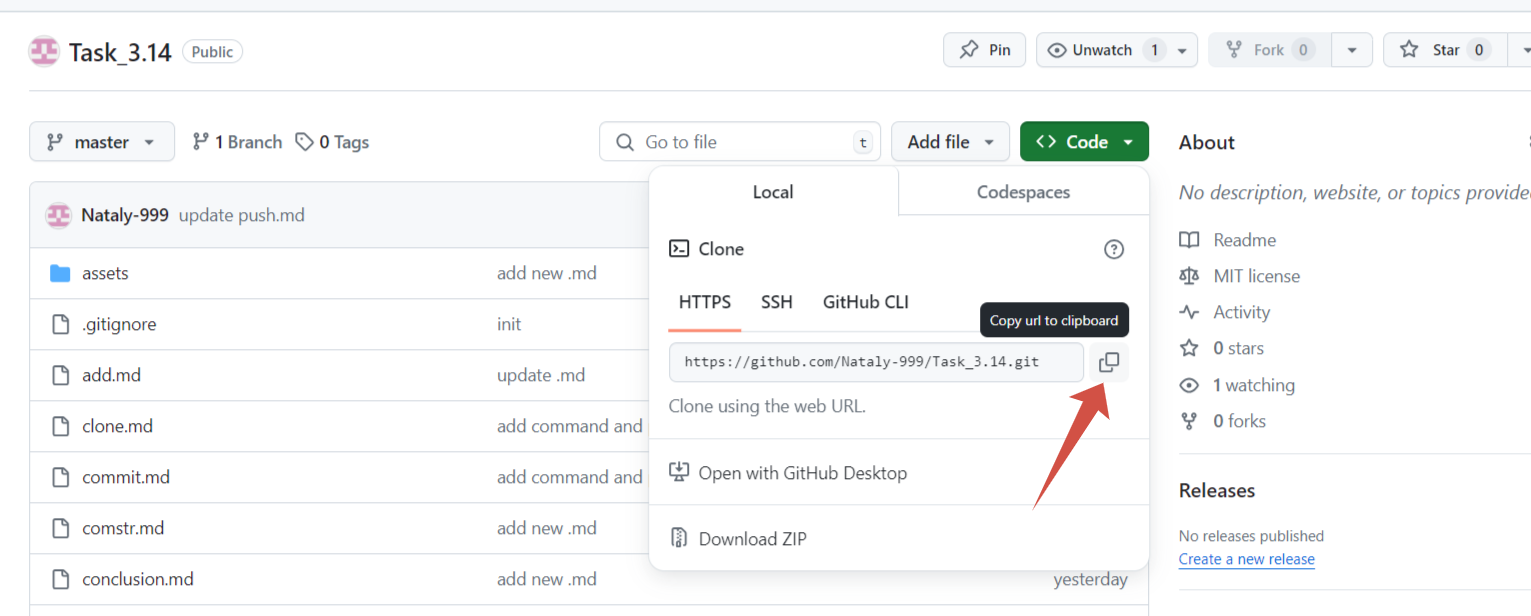 Task_3.14 Public Pin Unwatch 1 Fork 0 Star 0
master 1 Branch 0 Tags Go to file t Add file <> Code About
Local Codespaces
No description, website, or topics provided
Nataly-999 update push.md
Clone
Readme
assets add new .md
MIT license
HTTPS SSH GitHub CLI
Copy url to clipboard
Activity
.gitignore init
0 stars
https://github.com/Nataly-999/Task_3.14.git
add.md update .md
1 watching
Clone using the web URL.
0 forks
clone.md add command and
Open with GitHub Desktop
commit.md add command and
Releases
comstr.md add new .md
Download ZIP
No releases published
Create a new release
conclusion.md add new .md yesterday